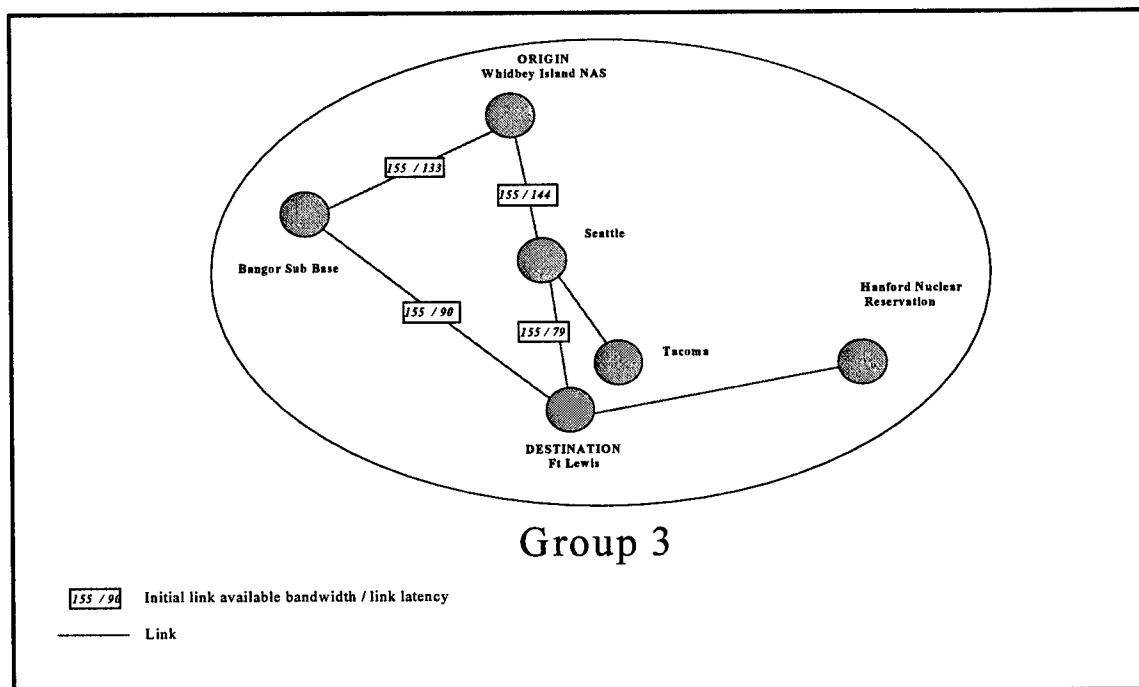 ORIGIN
Whidbey Island NAS
155 / 133
155 / 144
Seattle
Bangor Sub Base
Hanford Nuclear
Reservation
155 / 90
155 / 79
Tacoma
DESTINATION
Ft Lewis
Group 3
155 / 96 Initial link available bandwidth / link latency
Link